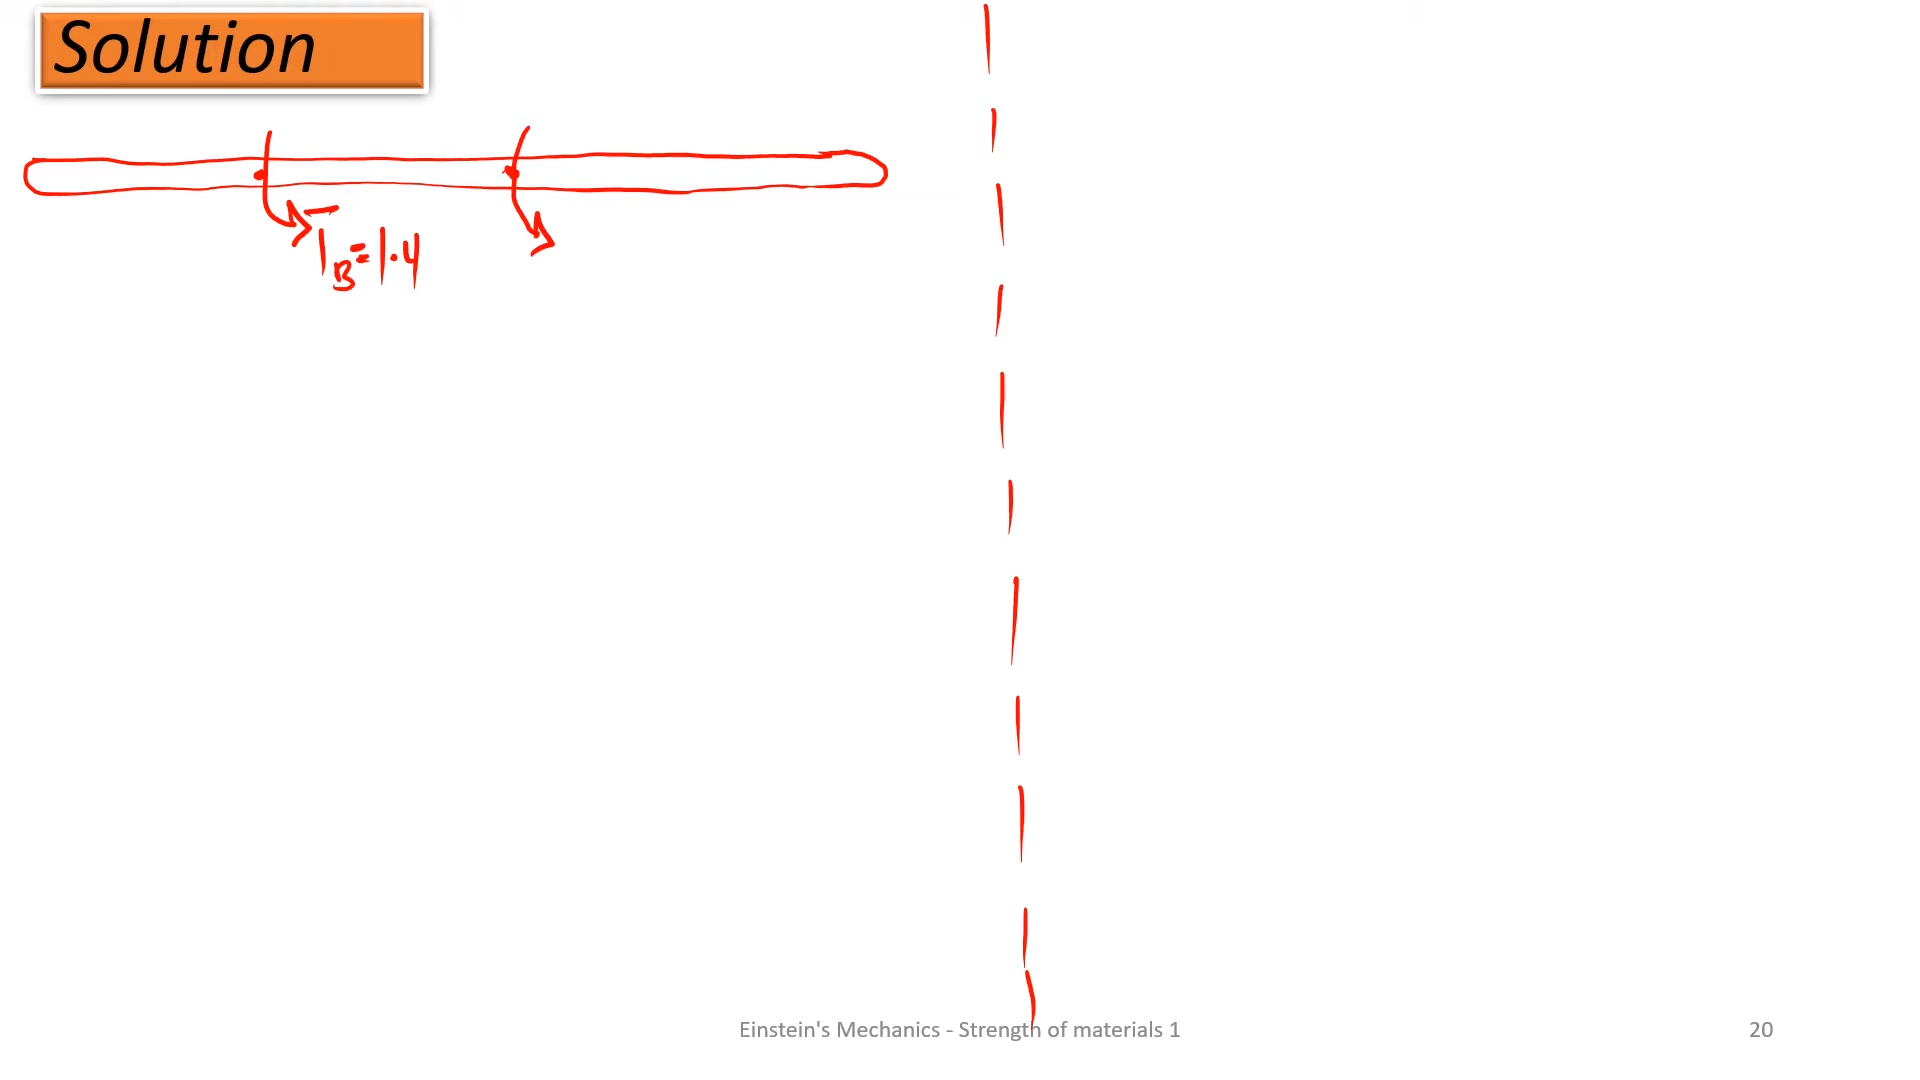 Solution
T_B = 1.4
Einstein's Mechanics - Strength of materials 1
20